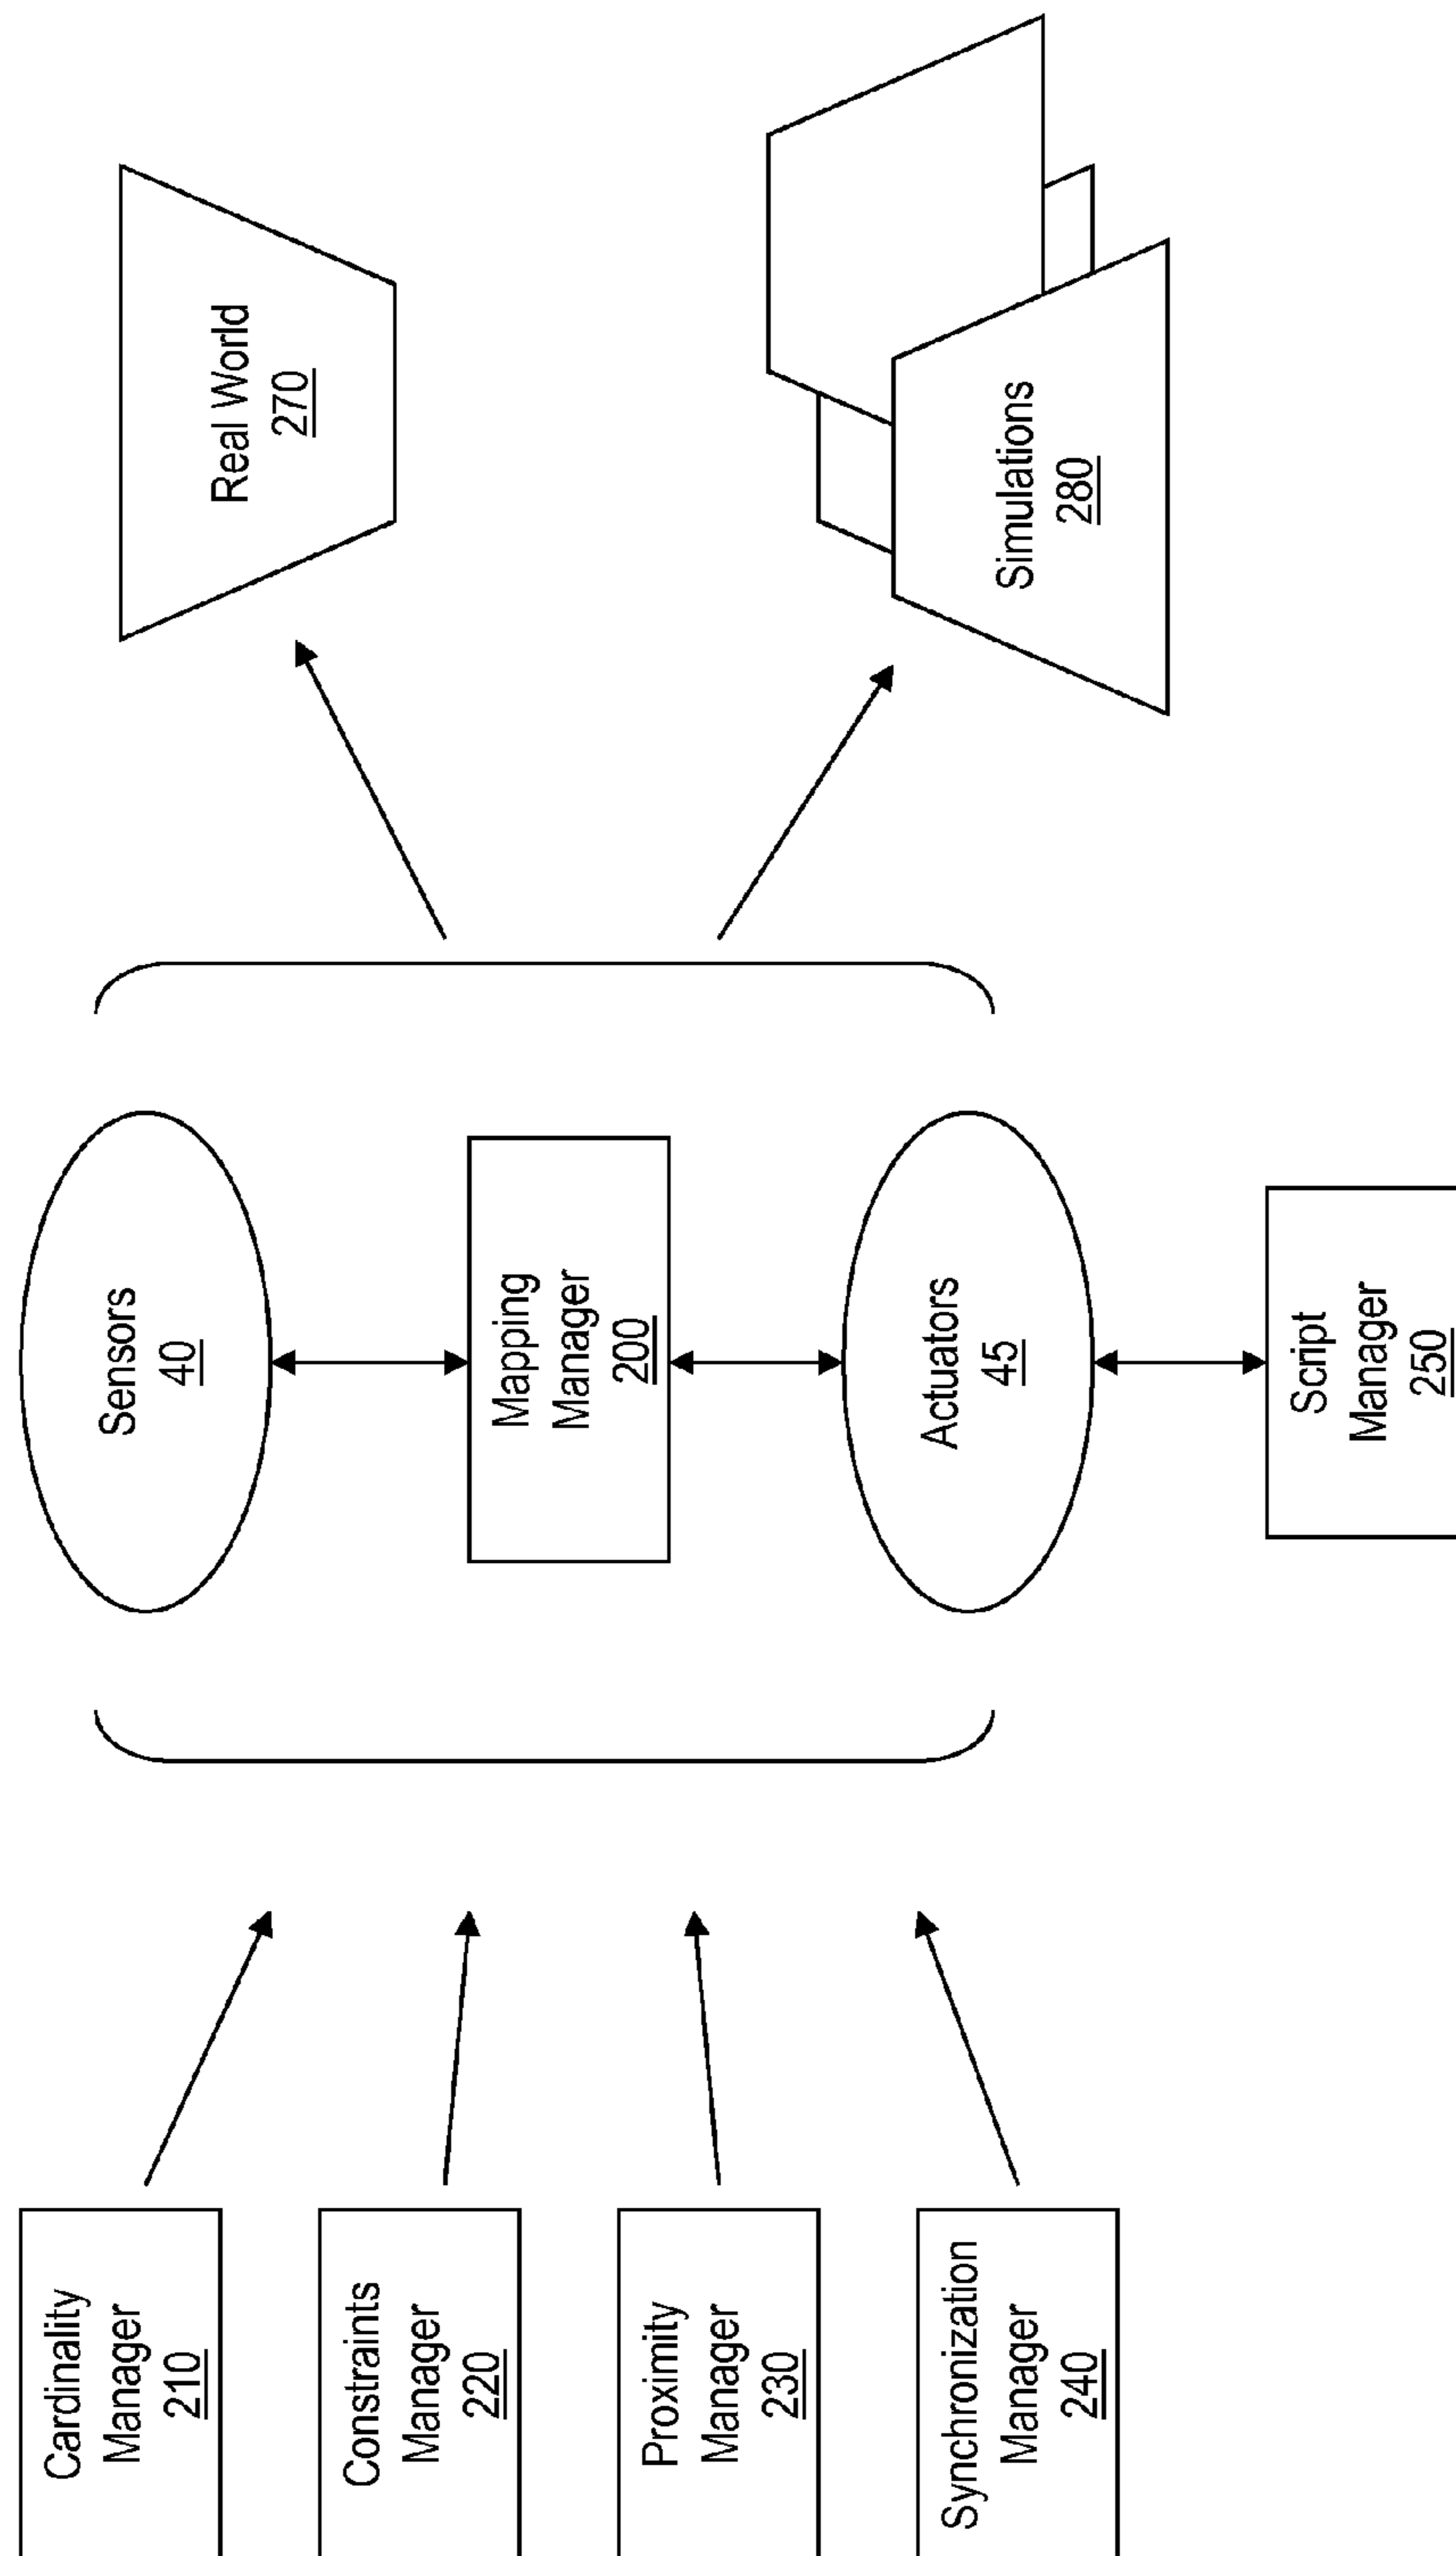 Cardinality
Manager
210
Constraints
Manager
220
Proximity
Manager
230
Synchronization
Manager
240
Sensors
40
Mapping
Manager
200
Actuators
45
Script
Manager
250
Real World
270
Simulations
280